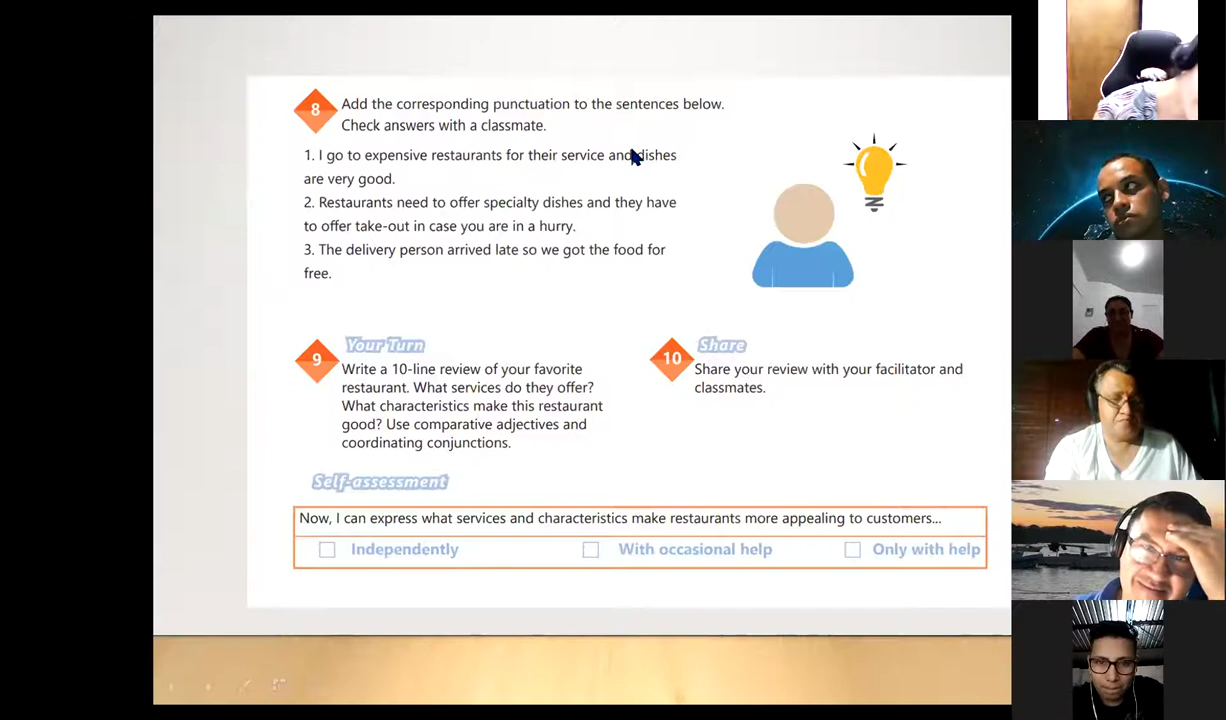 8
Add the corresponding punctuation to the sentences below.
Check answers with a classmate.
1. I go to expensive restaurants for their service and dishes
are very good.
2. Restaurants need to offer specialty dishes and they have
to offer take-out in case you are in a hurry.
3. The delivery person arrived late so we got the food for
free.
9
Your Turn
Write a 10-line review of your favorite
restaurant. What services do they offer?
What characteristics make this restaurant
good? Use comparative adjectives and
coordinating conjunctions.
10
Share
Share your review with your facilitator and
classmates.
Self-assessment
Now, I can express what services and characteristics make restaurants more appealing to customers...
Independently
With occasional help
Only with help